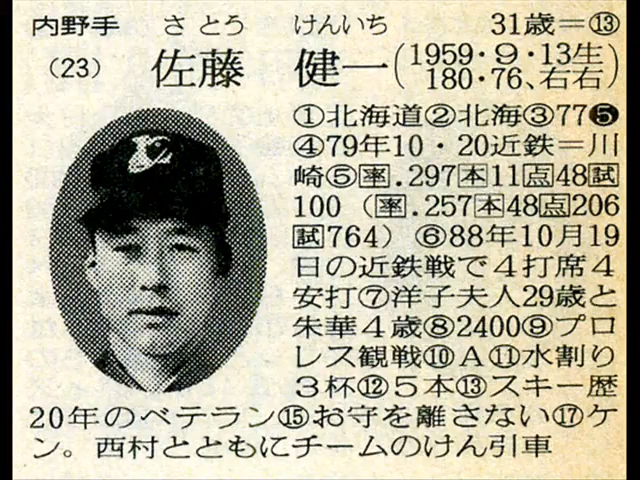 内野手 さとう けんいち 31歳＝⑬
（23） 佐藤 健一 (1959・9・13生
180・76、右右)
①北海道②北海③77❺
④79年10・20近鉄＝川
崎⑤率.297本11点48試
100（率.257本48点206
試764）⑥88年10月19
日の近鉄戦で4打席4
安打⑦洋子夫人29歳と
朱華4歳⑧2400⑨プロ
レス観戦⑩A⑪水割り
3杯⑫5本⑬スキー歴
20年のベテラン⑮お守を離さない⑰ケ
ン。西村とともにチームのけん引車